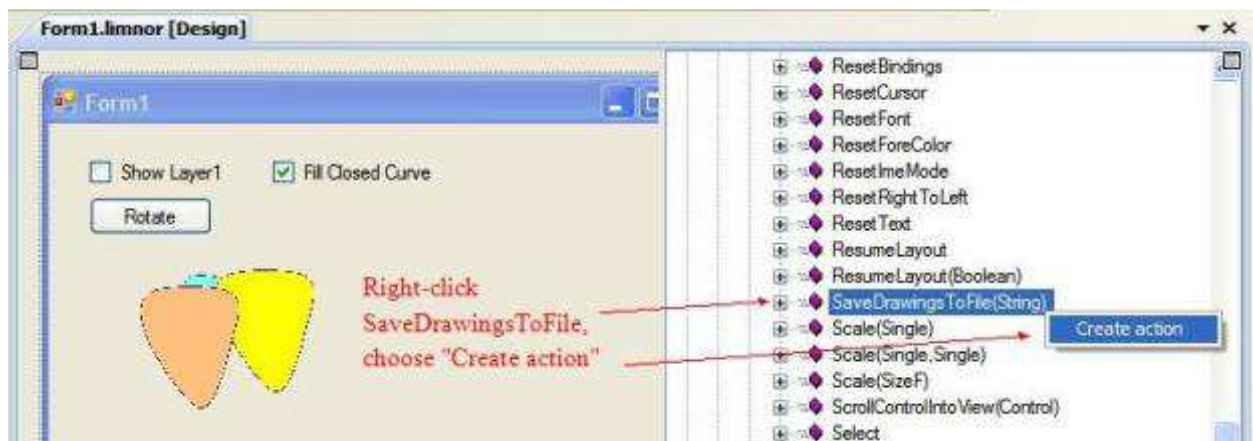 Form1.limnor [Design]
Form1
Show Layer1
Fill Closed Curve
Rotate
Right-click
SaveDrawingsToFile,
choose "Create action"
ResetBindings
ResetCursor
ResetFont
ResetForeColor
ResetImeMode
ResetRightToLeft
ResetText
ResumeLayout
ResumeLayout(Boolean)
SaveDrawingsToFile(String)
Create action
Scale(Single)
Scale(Single,Single)
Scale(SizeF)
ScrollControlIntoView(Control)
Select